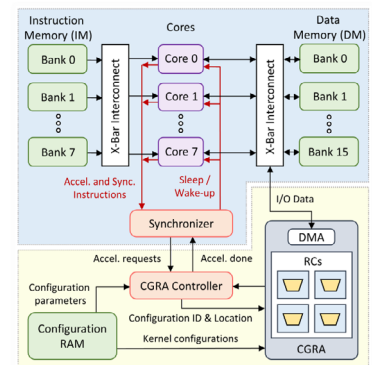 Instruction
Memory (IM)
Cores
Data
Memory (DM)
Bank 0
Bank 1
Bank 7
X-Bar Interconnect
Core 0
Core 1
Core 7
X-Bar Interconnect
Bank 0
Bank 1
Bank 15
Accel. and Sync.
Instructions
Sleep /
Wake-up
I/O Data
Synchronizer
DMA
RCs
Accel. requests
Accel. done
Configuration
parameters
CGRA Controller
Configuration ID & Location
Configuration
RAM
Kernel configurations
CGRA